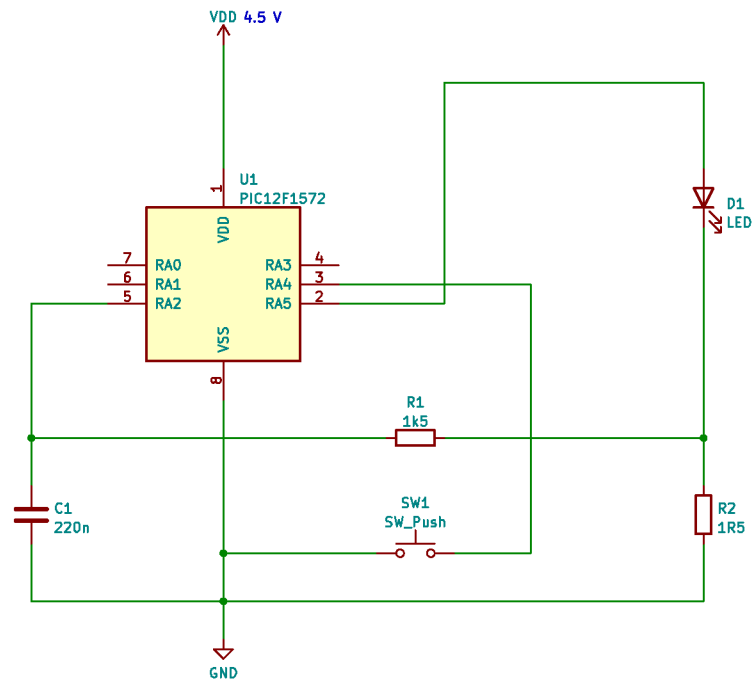 VDD 4.5 V
U1
PIC12F1572
1
VDD
7 RA0 RA3 4
6 RA1 RA4 3
5 RA2 RA5 2
VSS
8
D1
LED
R1
1k5
C1
220n
SW1
SW_Push
R2
1R5
GND